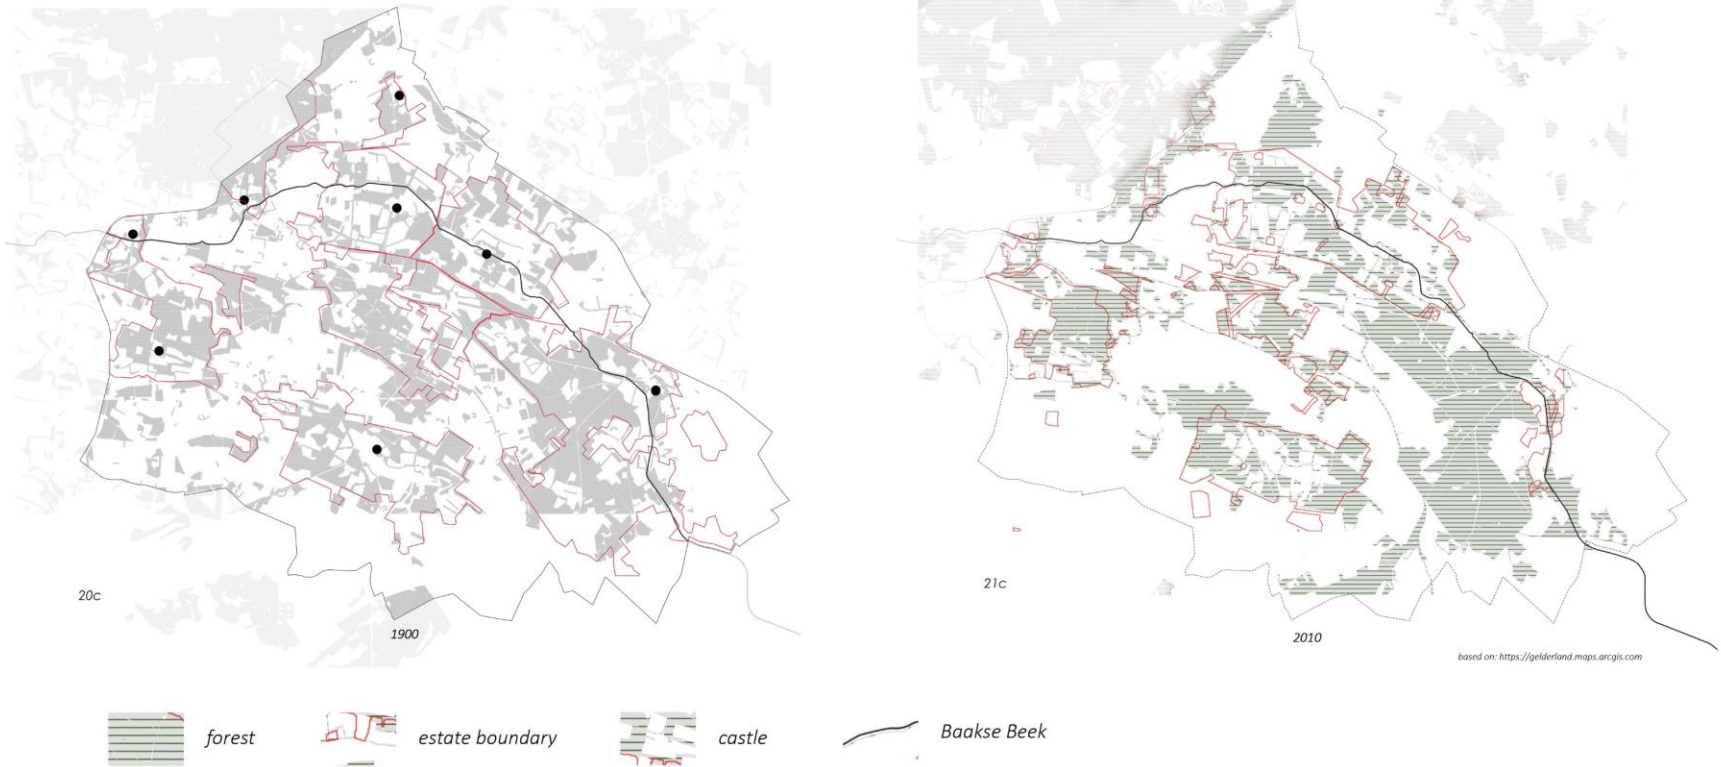 20c
1900
21c
2010
based on: https://gelderland.maps.arcgis.com
forest
estate boundary
castle
Baakse Beek